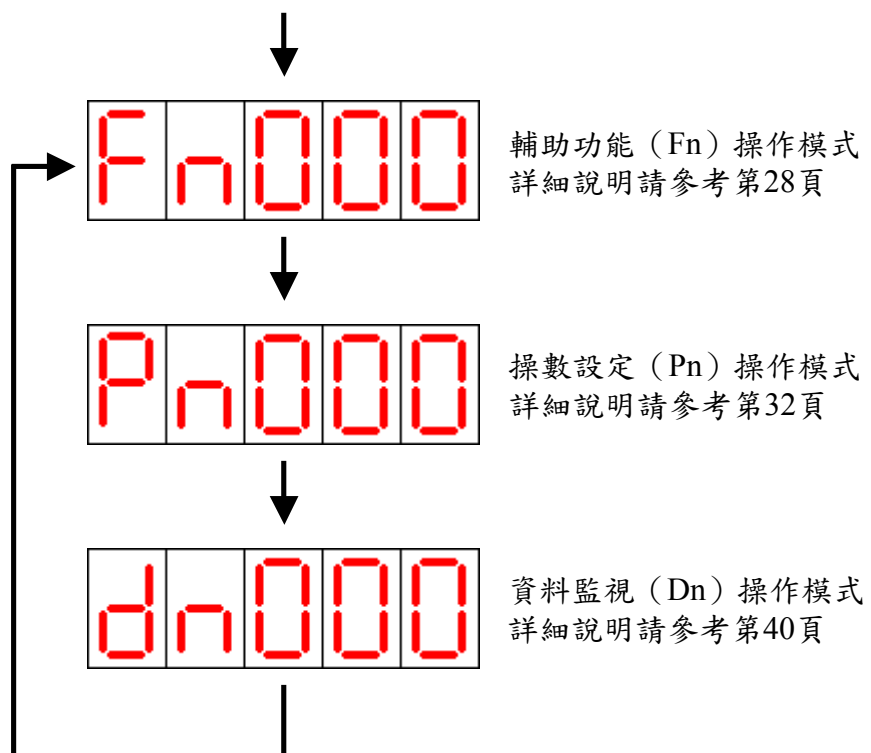 Fn000
輔助功能（Fn）操作模式
詳細說明請參考第28頁
Pn000
操數設定（Pn）操作模式
詳細說明請參考第32頁
dn000
資料監視（Dn）操作模式
詳細說明請參考第40頁